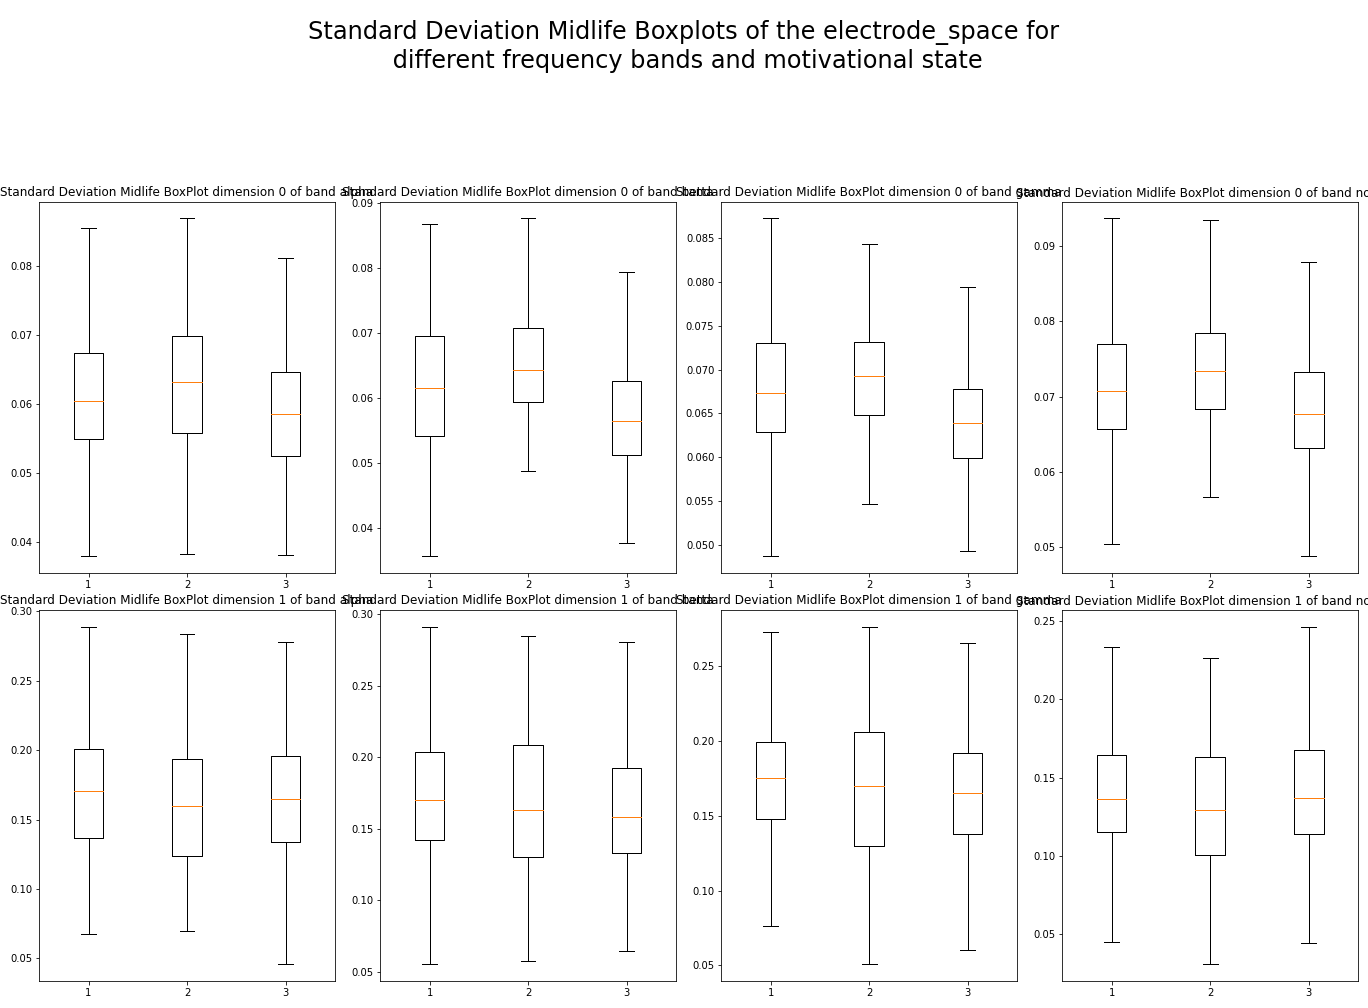 Standard Deviation Midlife Boxplots of the electrode_space for
different frequency bands and motivational state
Standard Deviation Midlife BoxPlot dimension 0 of band
Standard Deviation Midlife BoxPlot dimension 0 of band
Standard Deviation Midlife BoxPlot dimension 0 of band gamma
Standard Deviation Midlife BoxPlot dimension 0 of band no
0.08
0.07
0.06
0.05
0.04
1 2 3
0.09
0.08
0.07
0.06
0.05
0.04
1 2 3
0.085
0.080
0.075
0.070
0.065
0.060
0.055
0.050
1 2 3
0.09
0.08
0.07
0.06
0.05
1 2 3
Standard Deviation Midlife BoxPlot dimension 1 of band
Standard Deviation Midlife BoxPlot dimension 1 of band
Standard Deviation Midlife BoxPlot dimension 1 of band gamma
Standard Deviation Midlife BoxPlot dimension 1 of band no
0.30
0.25
0.20
0.15
0.10
0.05
1 2 3
0.30
0.25
0.20
0.15
0.10
0.05
1 2 3
0.25
0.20
0.15
0.10
0.05
1 2 3
0.25
0.20
0.15
0.10
0.05
1 2 3